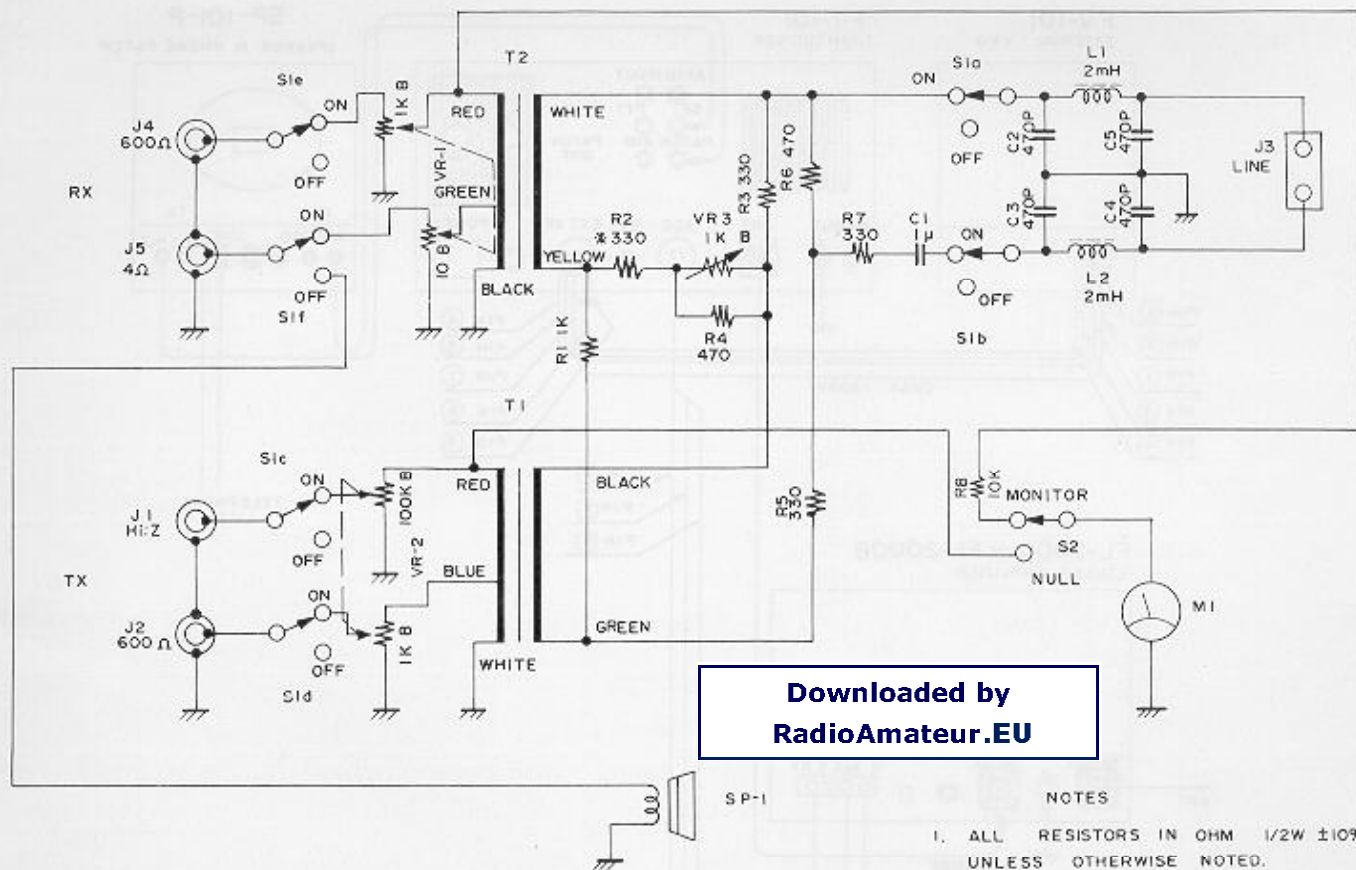 T2
S1e
ON
OFF
J4
600Ω
1K B
RED
WHITE
RX
VR-1
GREEN
J5
4Ω
ON
OFF
S1f
10 B
BLACK
YELLOW
R2
※ 330
VR3
1K
B
R3 330
R6 470
R4
470
R1 1K
R7
330
C1
1μ
ON
S1a
OFF
L1
2mH
C2
470P
C5
470P
C3
470P
C4
470P
J3
LINE
ON
OFF
S1b
L2
2mH
T1
S1c
ON
OFF
J1
Hi:Z
100K B
RED
BLACK
VR-2
BLUE
TX
J2
600Ω
ON
OFF
S1d
1K B
WHITE
GREEN
R5
330
R8
10K
MONITOR
S2
NULL
M1
Downloaded by
RadioAmateur.EU
SP-1
NOTES
1. ALL RESISTORS IN OHM 1/2W ±10%
UNLESS OTHERWISE NOTED.